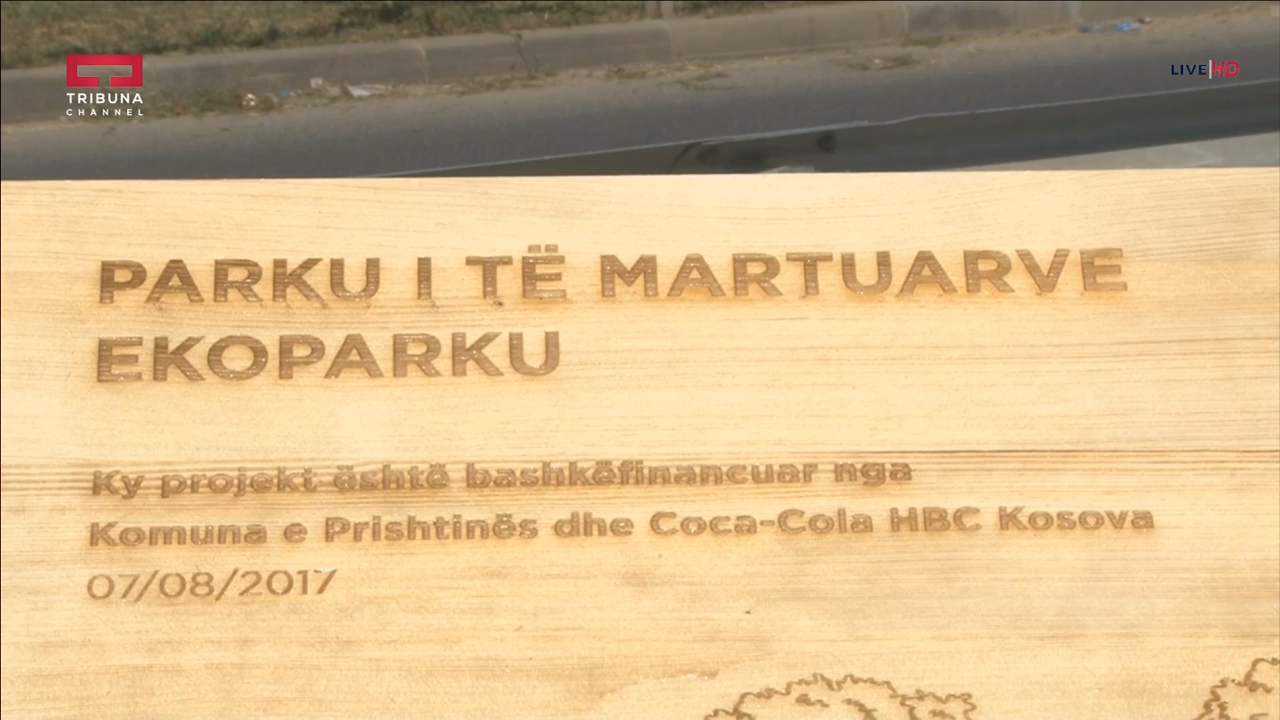 TRIBUNA
CHANNEL
LIVE HD
PARKU I TË MARTUARVE
EKOPARKU
Ky projekt është bashkëfinancuar nga
Komuna e Prishtinës dhe Coca-Cola HBC Kosova
07/08/2017